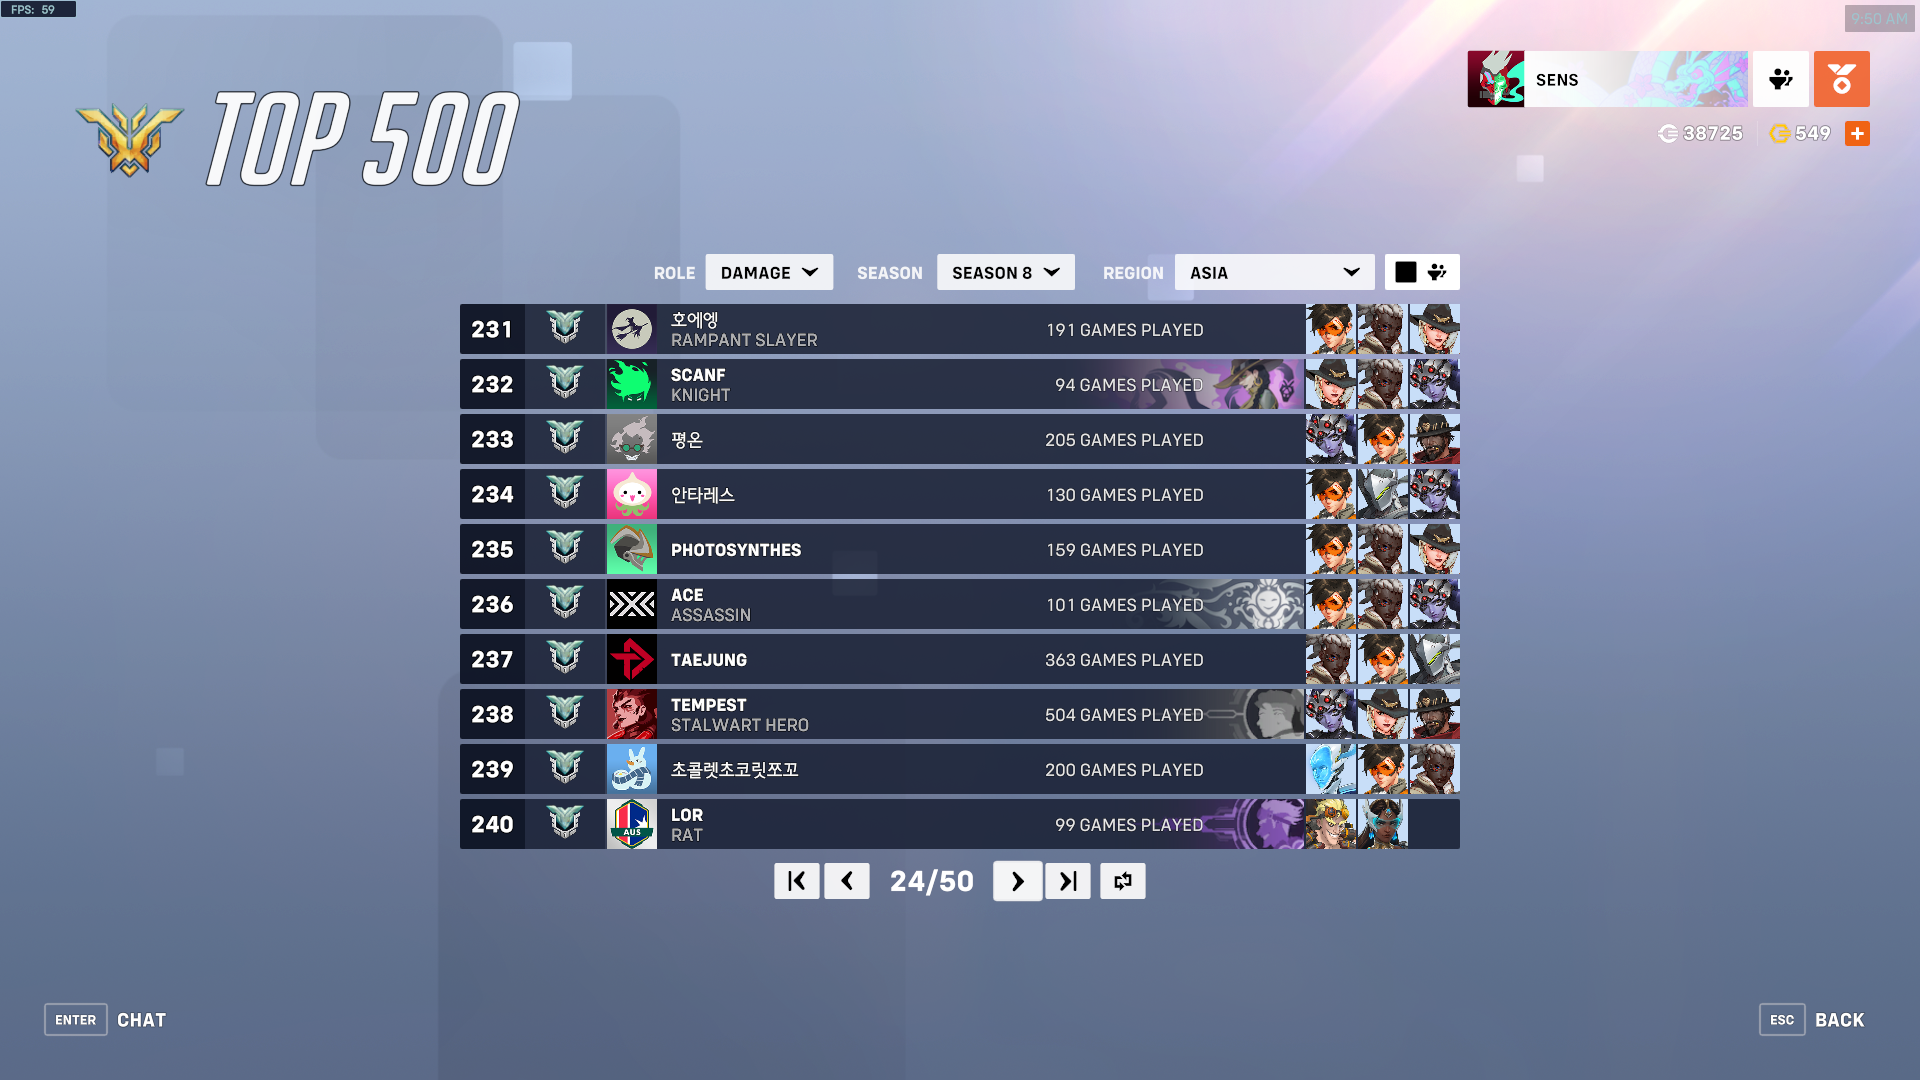 FPS: 59
9:50 AM
TOP 500
SENS
38725
549
ROLE DAMAGE SEASON SEASON 8 REGION ASIA
231 호에엥 191 GAMES PLAYED
RAMPANT SLAYER
232 SCANF 94 GAMES PLAYED
KNIGHT
233 평온 205 GAMES PLAYED
234 안타레스 130 GAMES PLAYED
235 PHOTOSYNTHES 159 GAMES PLAYED
236 ACE 101 GAMES PLAYED
ASSASSIN
237 TAEJUNG 363 GAMES PLAYED
238 TEMPEST 504 GAMES PLAYED
STALWART HERO
239 초콜렛초코릿쪼꼬 200 GAMES PLAYED
240 AUS LOR 99 GAMES PLAYED
RAT
24/50
ENTER CHAT
ESC BACK